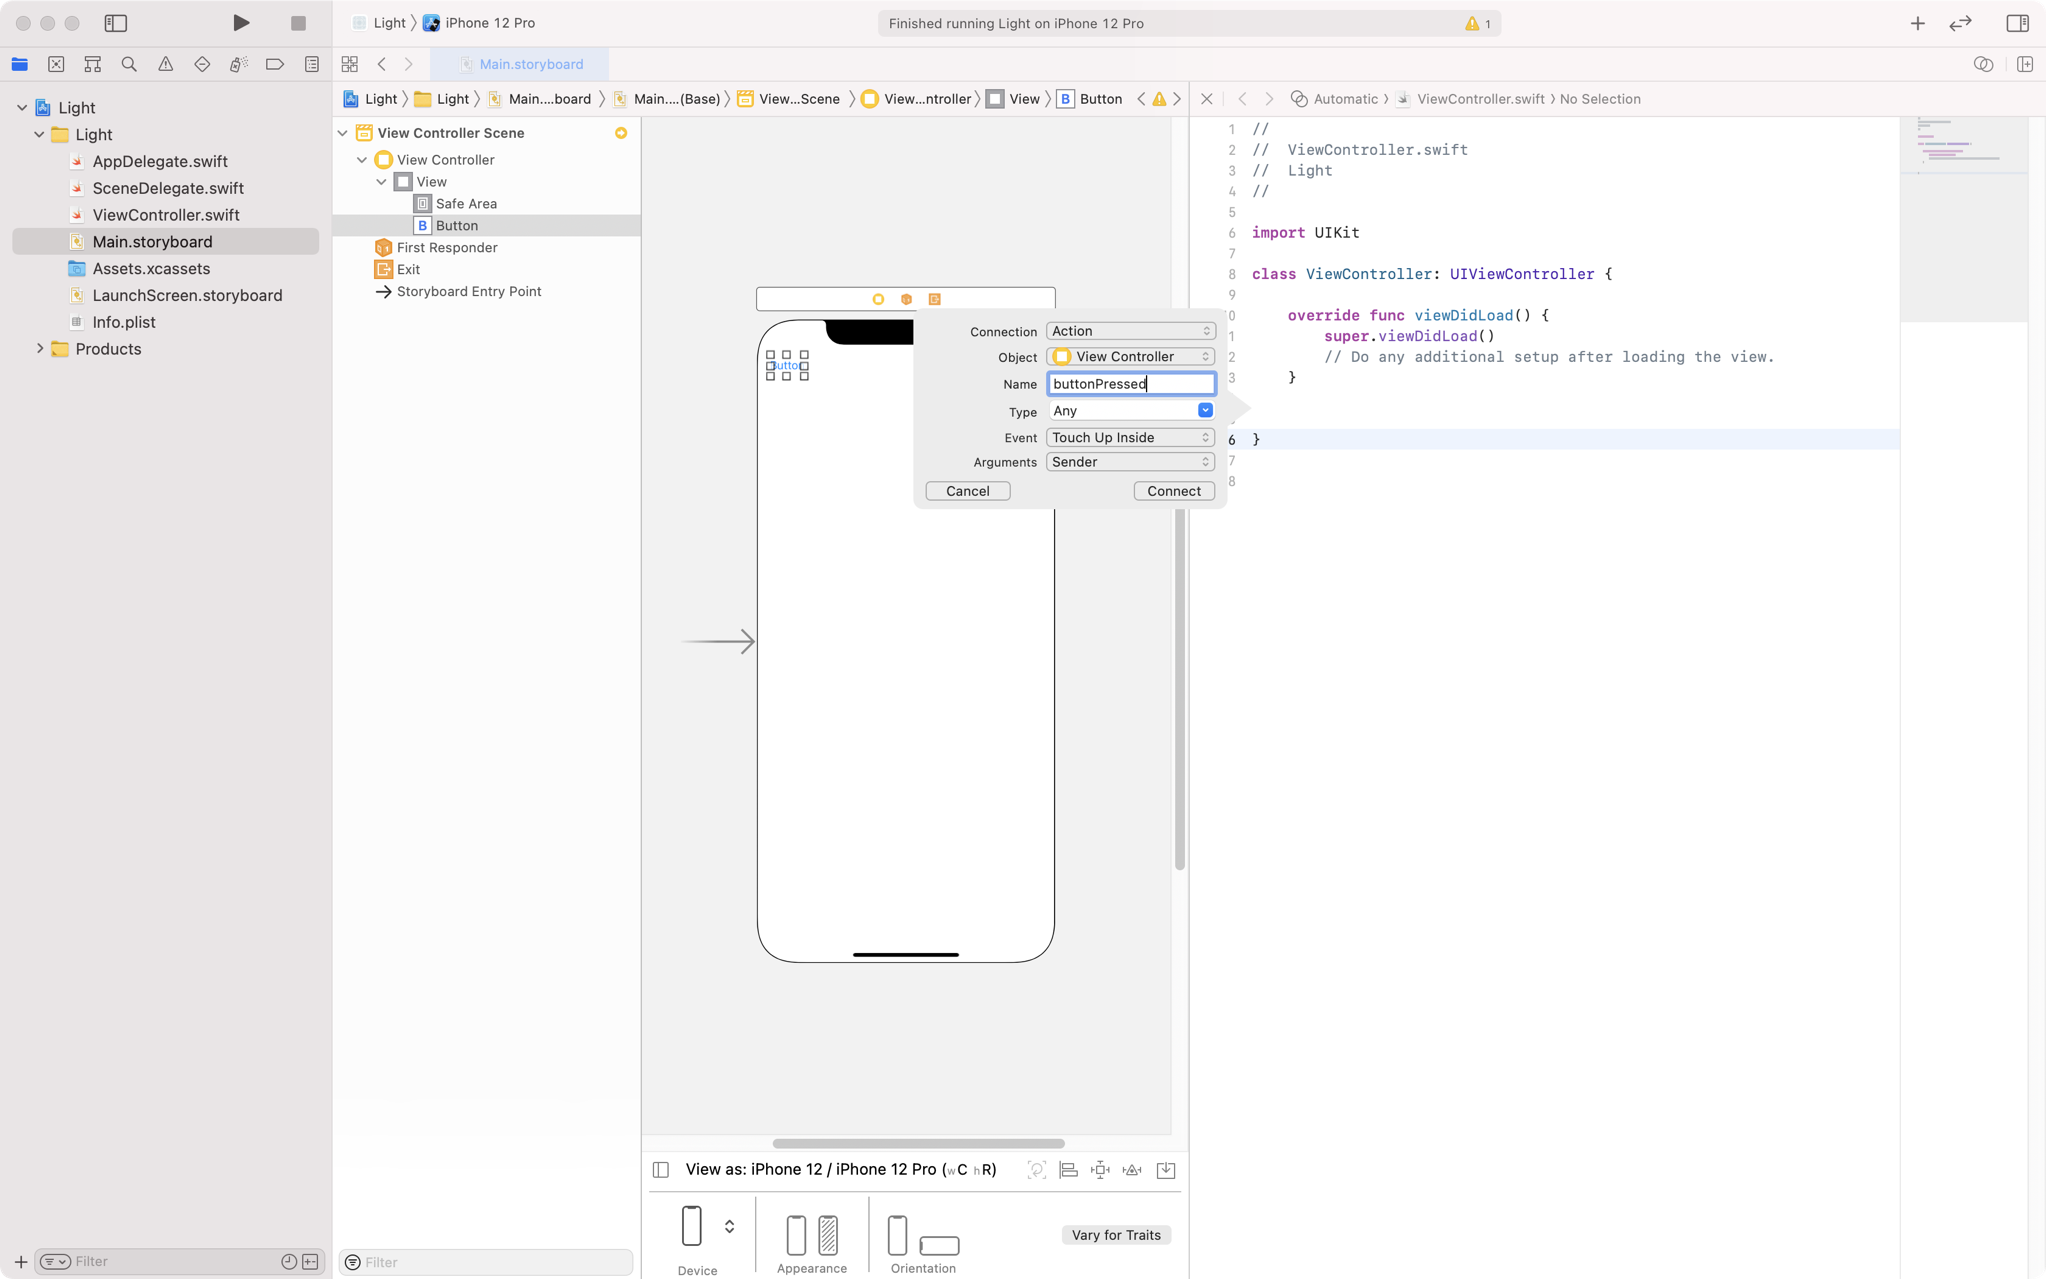 Light 〉 iPhone 12 Pro
Finished running Light on iPhone 12 Pro
1
Main.storyboard
Light
Light
AppDelegate.swift
SceneDelegate.swift
ViewController.swift
Main.storyboard
Assets.xcassets
LaunchScreen.storyboard
Info.plist
Products
Filter
Light 〉 Light 〉 Main....board 〉 Main....(Base) 〉 View...Scene 〉 View...ntroller 〉 View 〉 B Button
View Controller Scene
View Controller
View
Safe Area
B Button
First Responder
Exit
Storyboard Entry Point
Filter
Connection Action
Object View Controller
Name buttonPressed
Type Any
Event Touch Up Inside
Arguments Sender
Cancel Connect
View as: iPhone 12 / iPhone 12 Pro (wC hR)
Device
Appearance
Orientation
Vary for Traits
Automatic 〉 ViewController.swift 〉 No Selection
1 //
2 //  ViewController.swift
3 //  Light
4 //
5
6 import UIKit
7
8 class ViewController: UIViewController {
9
0 override func viewDidLoad() {
1 super.viewDidLoad()
2 // Do any additional setup after loading the view.
3 }
6 }
7
8